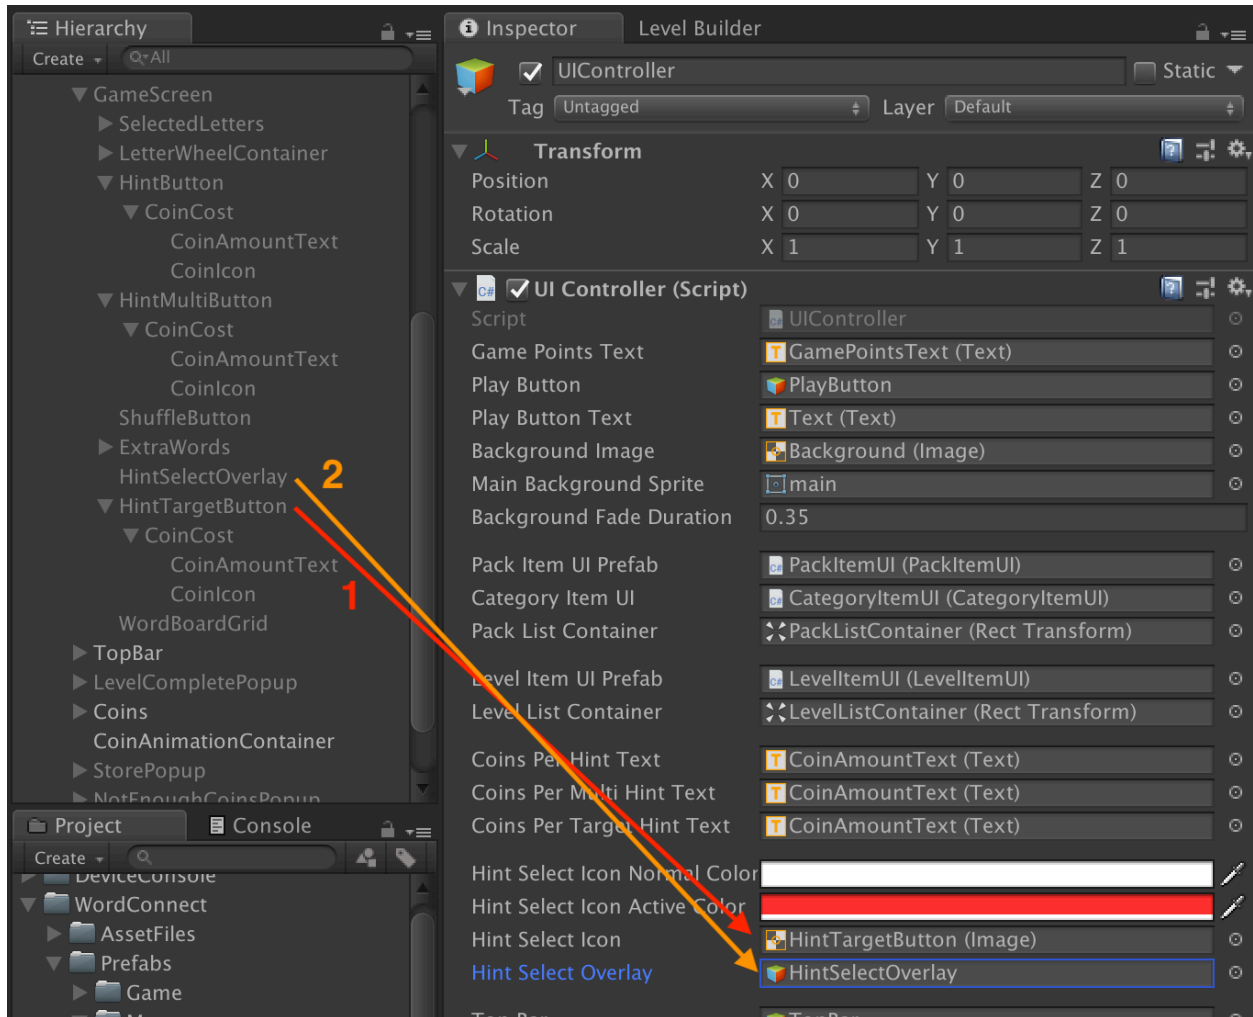 Hierarchy
Create
All
GameScreen
SelectedLetters
LetterWheelContainer
HintButton
CoinCost
CoinAmountText
CoinIcon
HintMultiButton
CoinCost
CoinAmountText
CoinIcon
ShuffleButton
ExtraWords
HintSelectOverlay
2
HintTargetButton
CoinCost
CoinAmountText
CoinIcon
1
WordBoardGrid
TopBar
LevelCompletePopup
Coins
CoinAnimationContainer
StorePopup
NotEnoughCoinsPopup
Project Console
Create
DeviceConsole
WordConnect
AssetFiles
Prefabs
Game
Inspector Level Builder
UIController Static
Tag Untagged Layer Default
Transform
Position X 0 Y 0 Z 0
Rotation X 0 Y 0 Z 0
Scale X 1 Y 1 Z 1
C# UI Controller (Script)
Script UIController
Game Points Text T GamePointsText (Text)
Play Button PlayButton
Play Button Text T Text (Text)
Background Image Background (Image)
Main Background Sprite main
Background Fade Duration 0.35
Pack Item UI Prefab C# PackItemUI (PackItemUI)
Category Item UI C# CategoryItemUI (CategoryItemUI)
Pack List Container PackListContainer (Rect Transform)
Level Item UI Prefab C# LevelItemUI (LevelItemUI)
Level List Container LevelListContainer (Rect Transform)
Coins Per Hint Text T CoinAmountText (Text)
Coins Per Multi Hint Text T CoinAmountText (Text)
Coins Per Target Hint Text T CoinAmountText (Text)
Hint Select Icon Normal Color
Hint Select Icon Active Color
Hint Select Icon HintTargetButton (Image)
Hint Select Overlay HintSelectOverlay
Top Bar TopBar